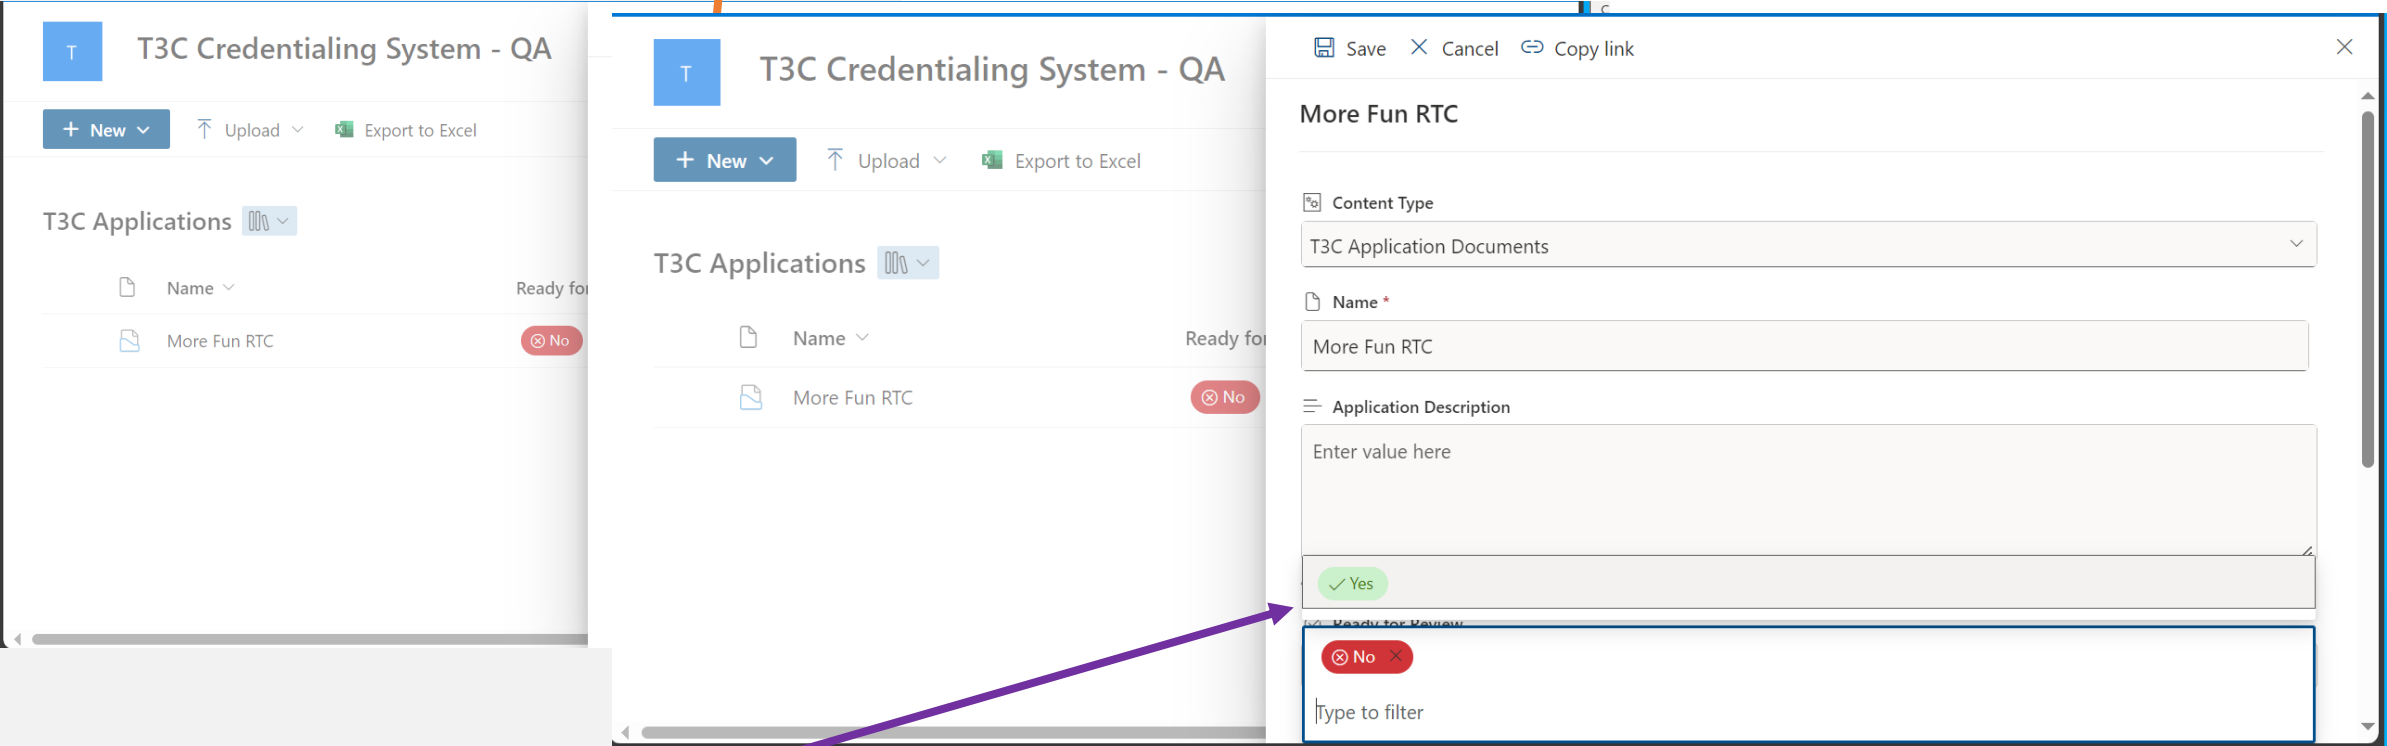 T
T3C Credentialing System - QA
New
Upload
Export to Excel
T3C Applications
Name
Ready for
More Fun RTC
No
T
T3C Credentialing System - QA
New
Upload
Export to Excel
T3C Applications
Name
Ready for
More Fun RTC
No
Save
Cancel
Copy link
More Fun RTC
Content Type
T3C Application Documents
Name *
More Fun RTC
Application Description
Enter value here
Yes
Ready for Review
No
Type to filter